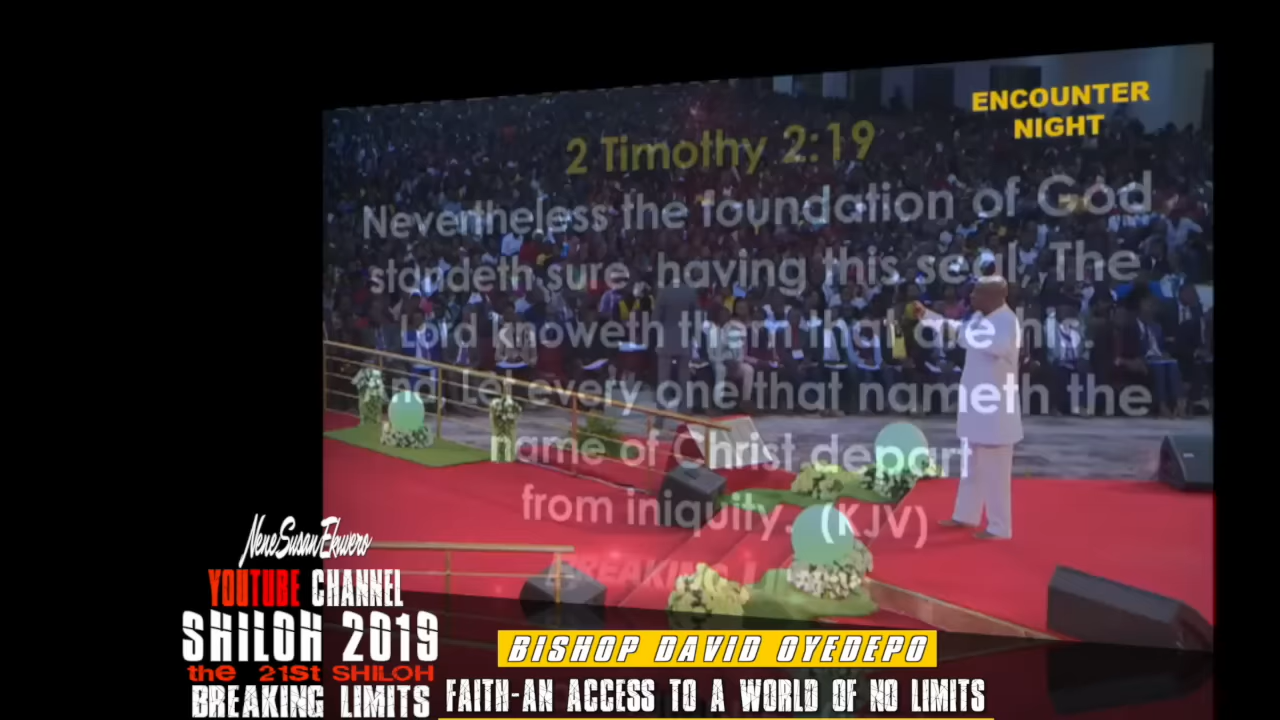 ENCOUNTER
NIGHT
2 Timothy 2:19
Nevertheless the foundation of God
standeth sure, having this seal, The
Lord knoweth them that are his.
And, Let every one that nameth the
name of Christ depart
from iniquity. (KJV)
BREAKING LI
NeneSusanEkwero
YOUTUBE CHANNEL
SHILOH 2019
the 21st SHILOH
BREAKING LIMITS
BISHOP DAVID OYEDEPO
FAITH-AN ACCESS TO A WORLD OF NO LIMITS